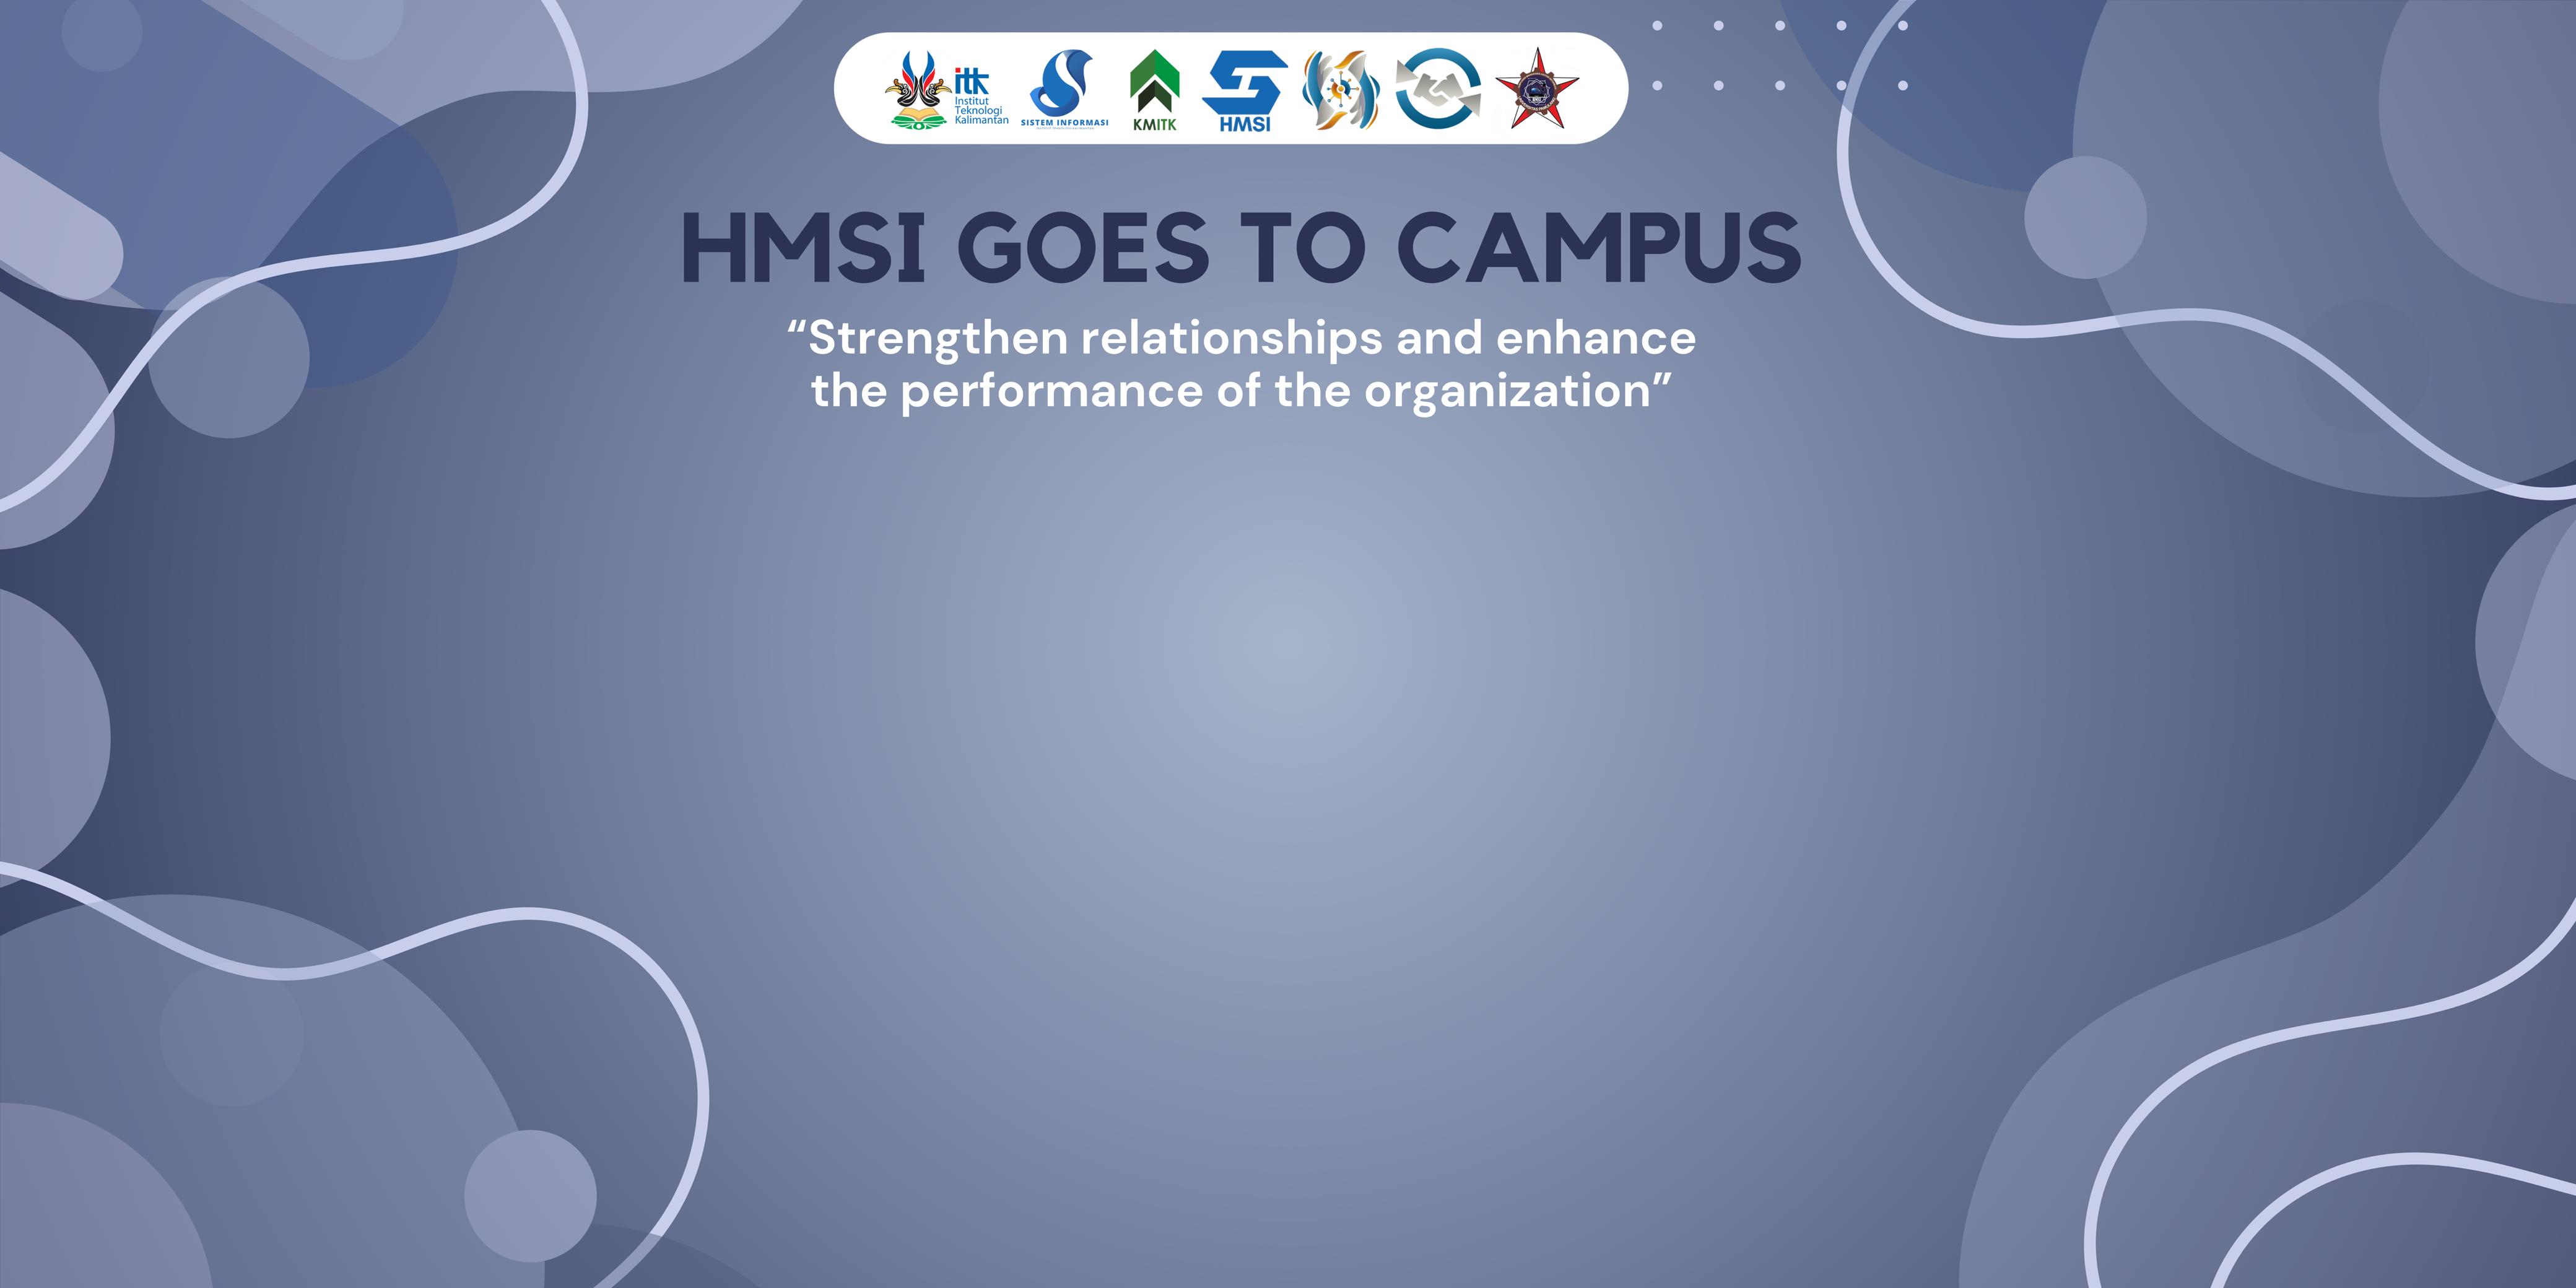 itk
Institut
Teknologi
Kalimantan
SISTEM INFORMASI
KMITK
HMSI
HMSI GOES TO CAMPUS
“Strengthen relationships and enhance
the performance of the organization”